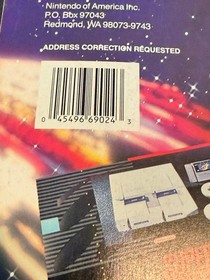 Nintendo of America Inc.
P.O. Box 97043
Redmond, WA 98073-9743
ADDRESS CORRECTION REQUESTED
0 45496 69024 3